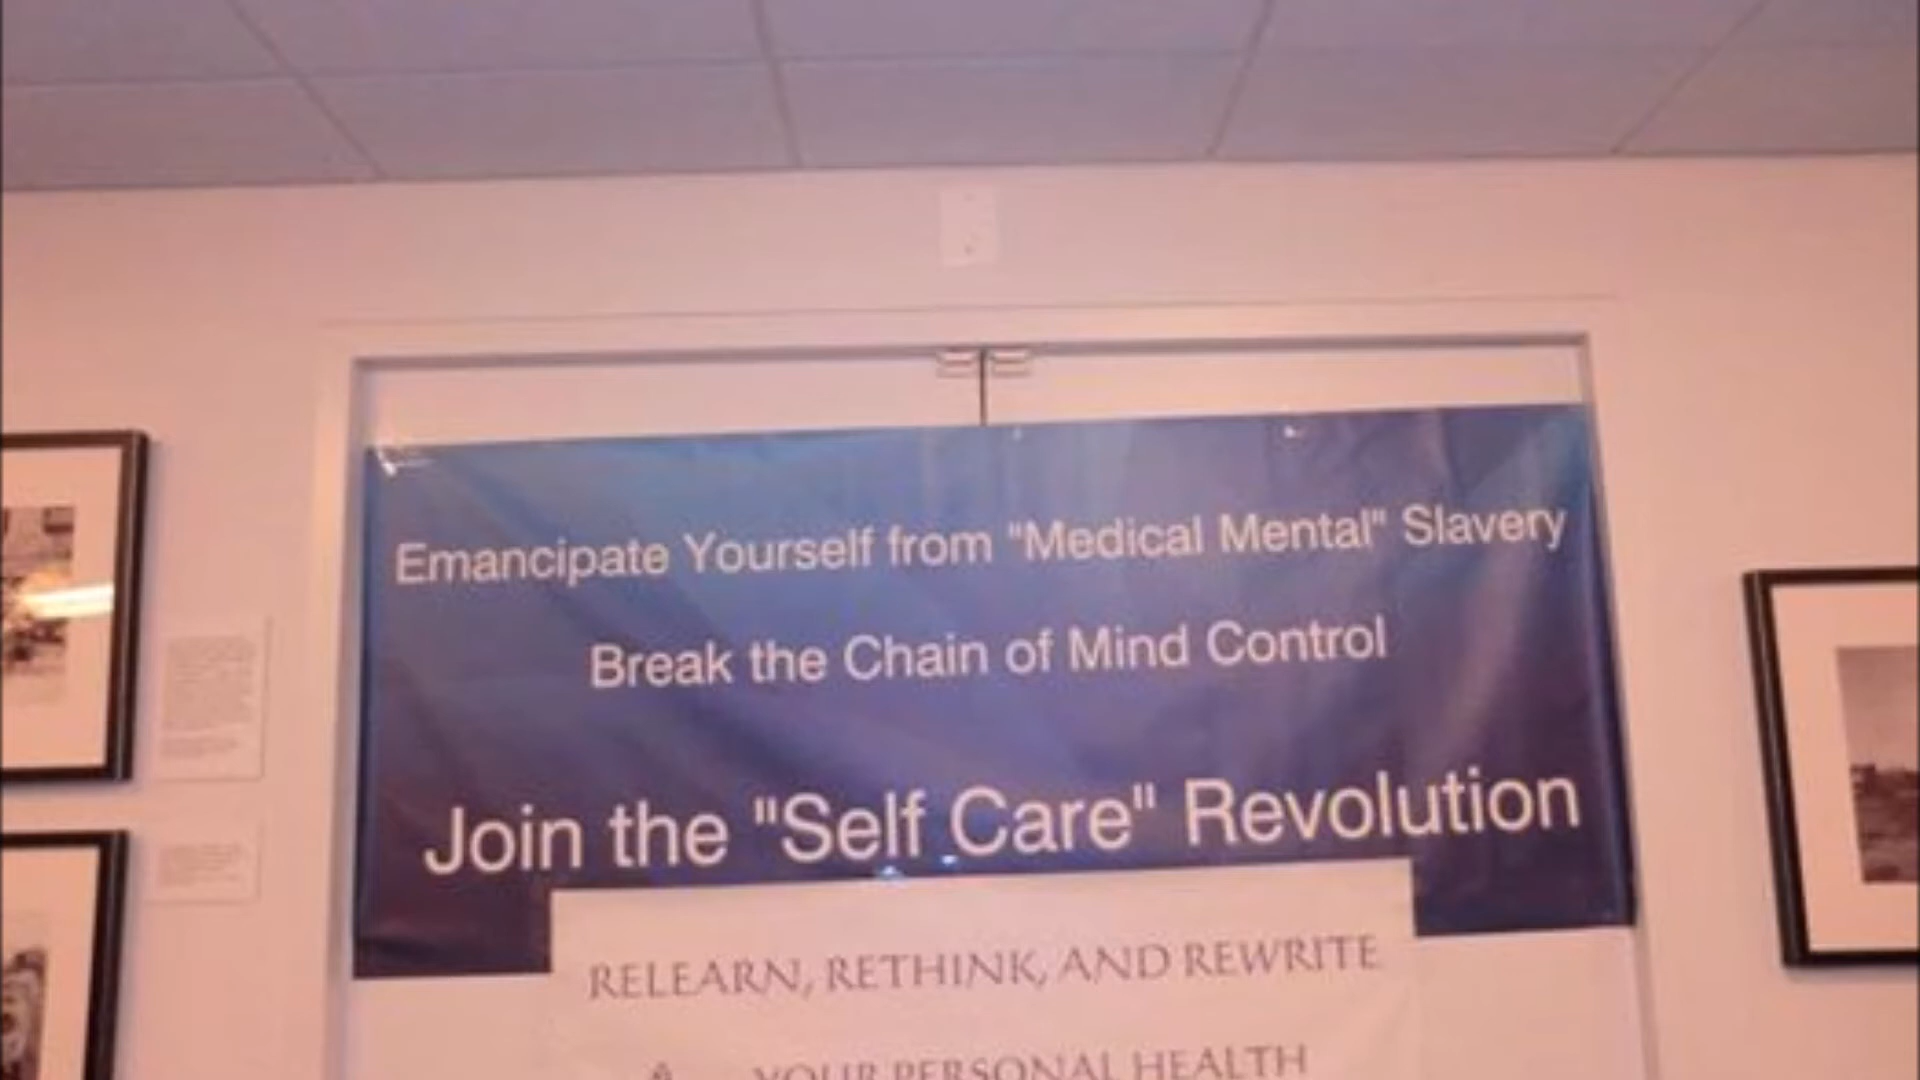 Emancipate Yourself from "Medical Mental" Slavery
Break the Chain of Mind Control
Join the "Self Care" Revolution
RELEARN, RETHINK, AND REWRITE
YOUR PERSONAL HEALTH